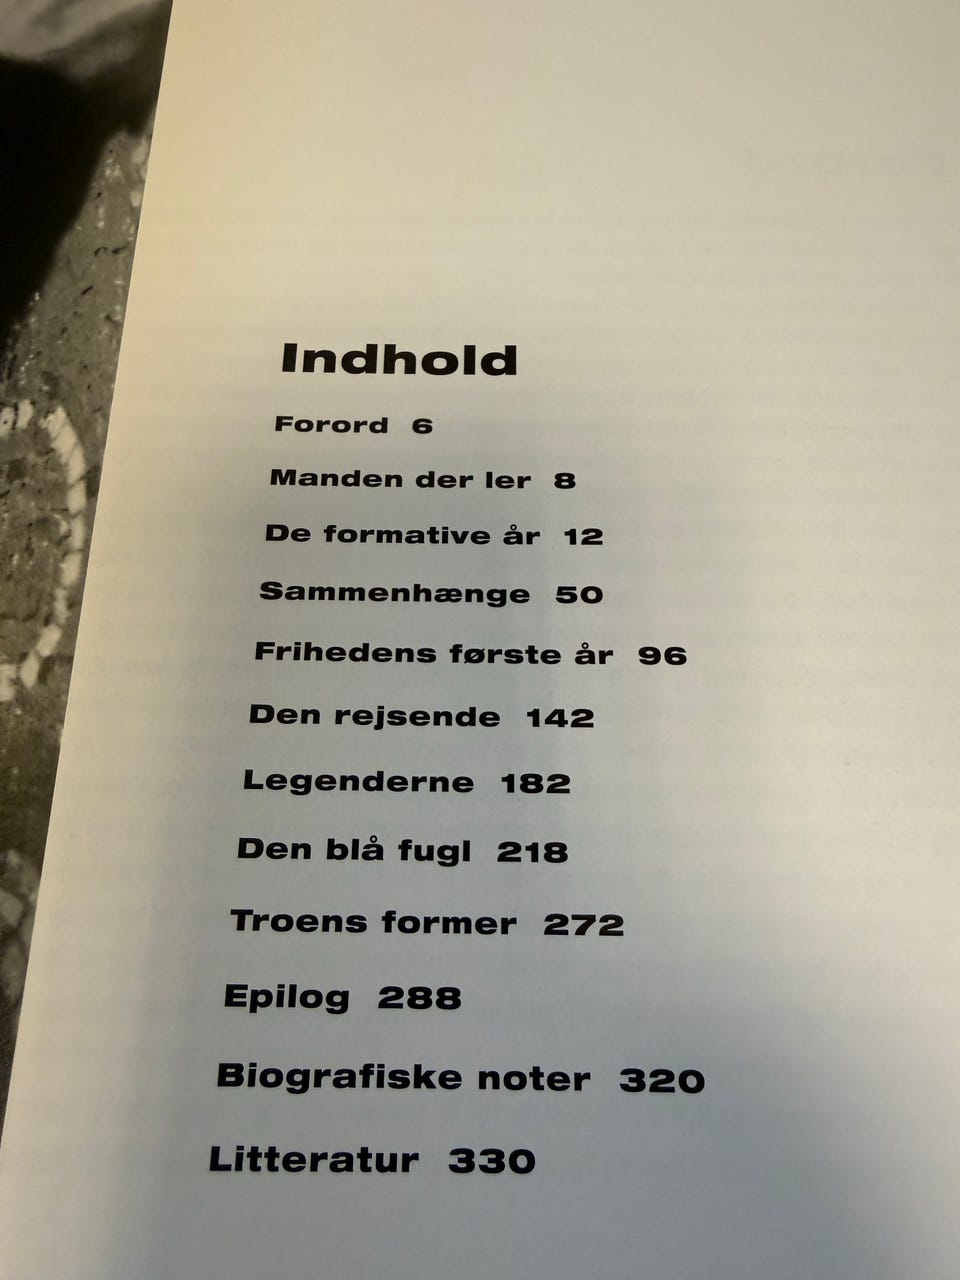 Indhold
Forord 6
Manden der ler 8
De formative år 12
Sammenhænge 50
Frihedens første år 96
Den rejsende 142
Legenderne 182
Den blå fugl 218
Troens former 272
Epilog 288
Biografiske noter 320
Litteratur 330